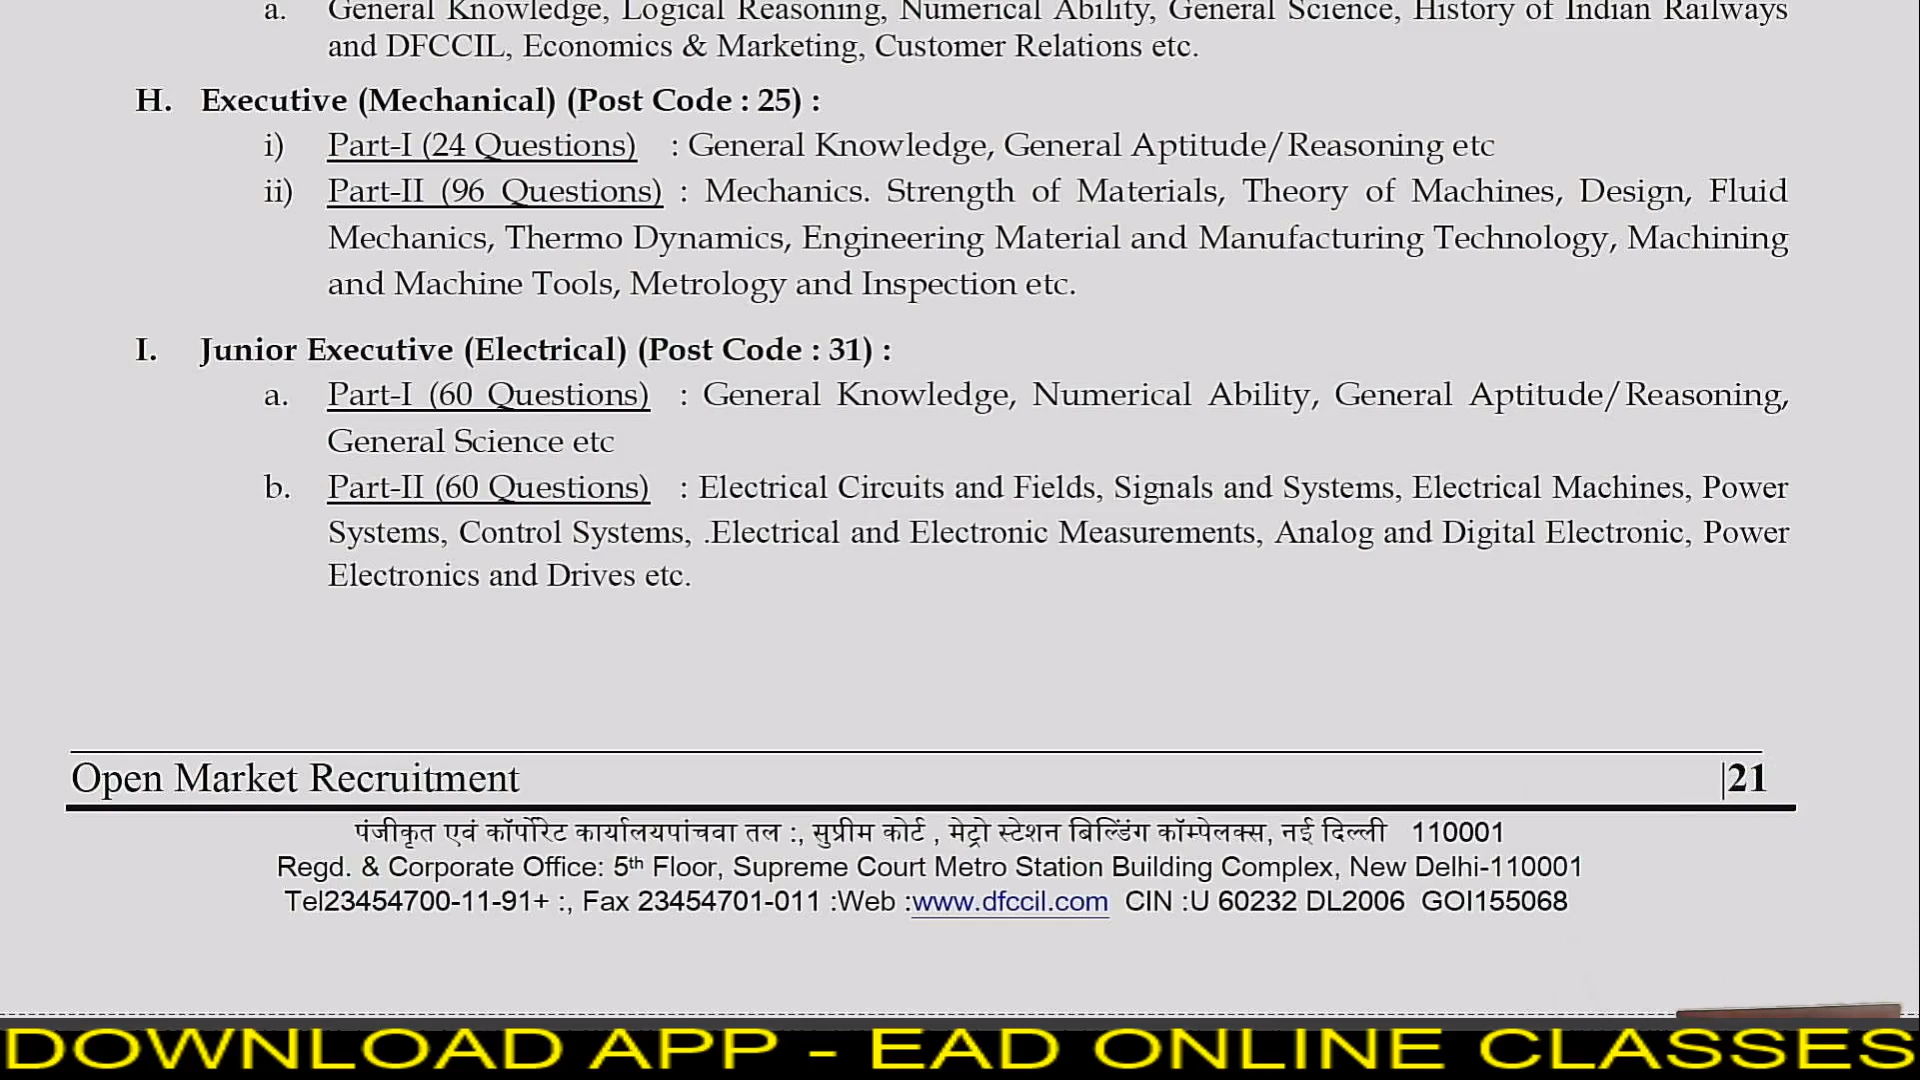 a. General Knowledge, Logical Reasoning, Numerical Ability, General Science, History of Indian Railways
and DFCCIL, Economics & Marketing, Customer Relations etc.
H. Executive (Mechanical) (Post Code : 25) :
i) Part-I (24 Questions) : General Knowledge, General Aptitude/Reasoning etc
ii) Part-II (96 Questions) : Mechanics. Strength of Materials, Theory of Machines, Design, Fluid
Mechanics, Thermo Dynamics, Engineering Material and Manufacturing Technology, Machining
and Machine Tools, Metrology and Inspection etc.
I. Junior Executive (Electrical) (Post Code : 31) :
a. Part-I (60 Questions) : General Knowledge, Numerical Ability, General Aptitude/Reasoning,
General Science etc
b. Part-II (60 Questions) : Electrical Circuits and Fields, Signals and Systems, Electrical Machines, Power
Systems, Control Systems, .Electrical and Electronic Measurements, Analog and Digital Electronic, Power
Electronics and Drives etc.
Open Market Recruitment |21
पंजीकृत एवं कॉर्पोरेट कार्यालयपांचवा तल :, सुप्रीम कोर्ट , मेट्रो स्टेशन बिल्डिंग कॉम्पेलक्स, नई दिल्ली 110001
Regd. & Corporate Office: 5th Floor, Supreme Court Metro Station Building Complex, New Delhi-110001
Tel23454700-11-91+ :, Fax 23454701-011 :Web :www.dfccil.com CIN :U 60232 DL2006 GOI155068
DOWNLOAD APP - EAD ONLINE CLASSES